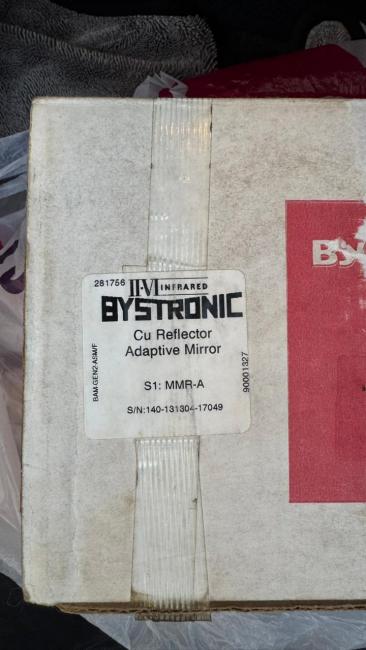 281756 II-VI INFRARED
BYSTRONIC
Cu Reflector
Adaptive Mirror
S1: MMR-A
S/N:140-131304-17049
BAM-GEN2-ASM/F
90001327
BY